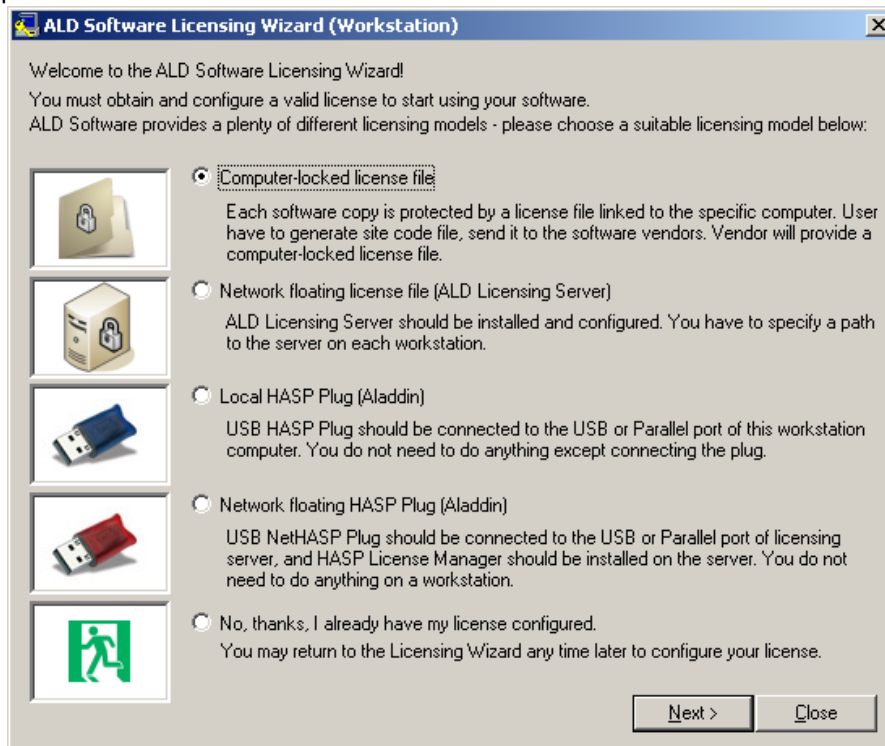 ALD Software Licensing Wizard (Workstation)
Welcome to the ALD Software Licensing Wizard!
You must obtain and configure a valid license to start using your software.
ALD Software provides a plenty of different licensing models - please choose a suitable licensing model below:
Computer-locked license file
Each software copy is protected by a license file linked to the specific computer. User
have to generate site code file, send it to the software vendors. Vendor will provide a
computer-locked license file.
Network floating license file (ALD Licensing Server)
ALD Licensing Server should be installed and configured. You have to specify a path
to the server on each workstation.
Local HASP Plug (Aladdin)
USB HASP Plug should be connected to the USB or Parallel port of this workstation
computer. You do not need to do anything except connecting the plug.
Network floating HASP Plug (Aladdin)
USB NetHASP Plug should be connected to the USB or Parallel port of licensing
server, and HASP License Manager should be installed on the server. You do not
need to do anything on a workstation.
No, thanks, I already have my license configured.
You may return to the Licensing Wizard any time later to configure your license.
Next >
Close